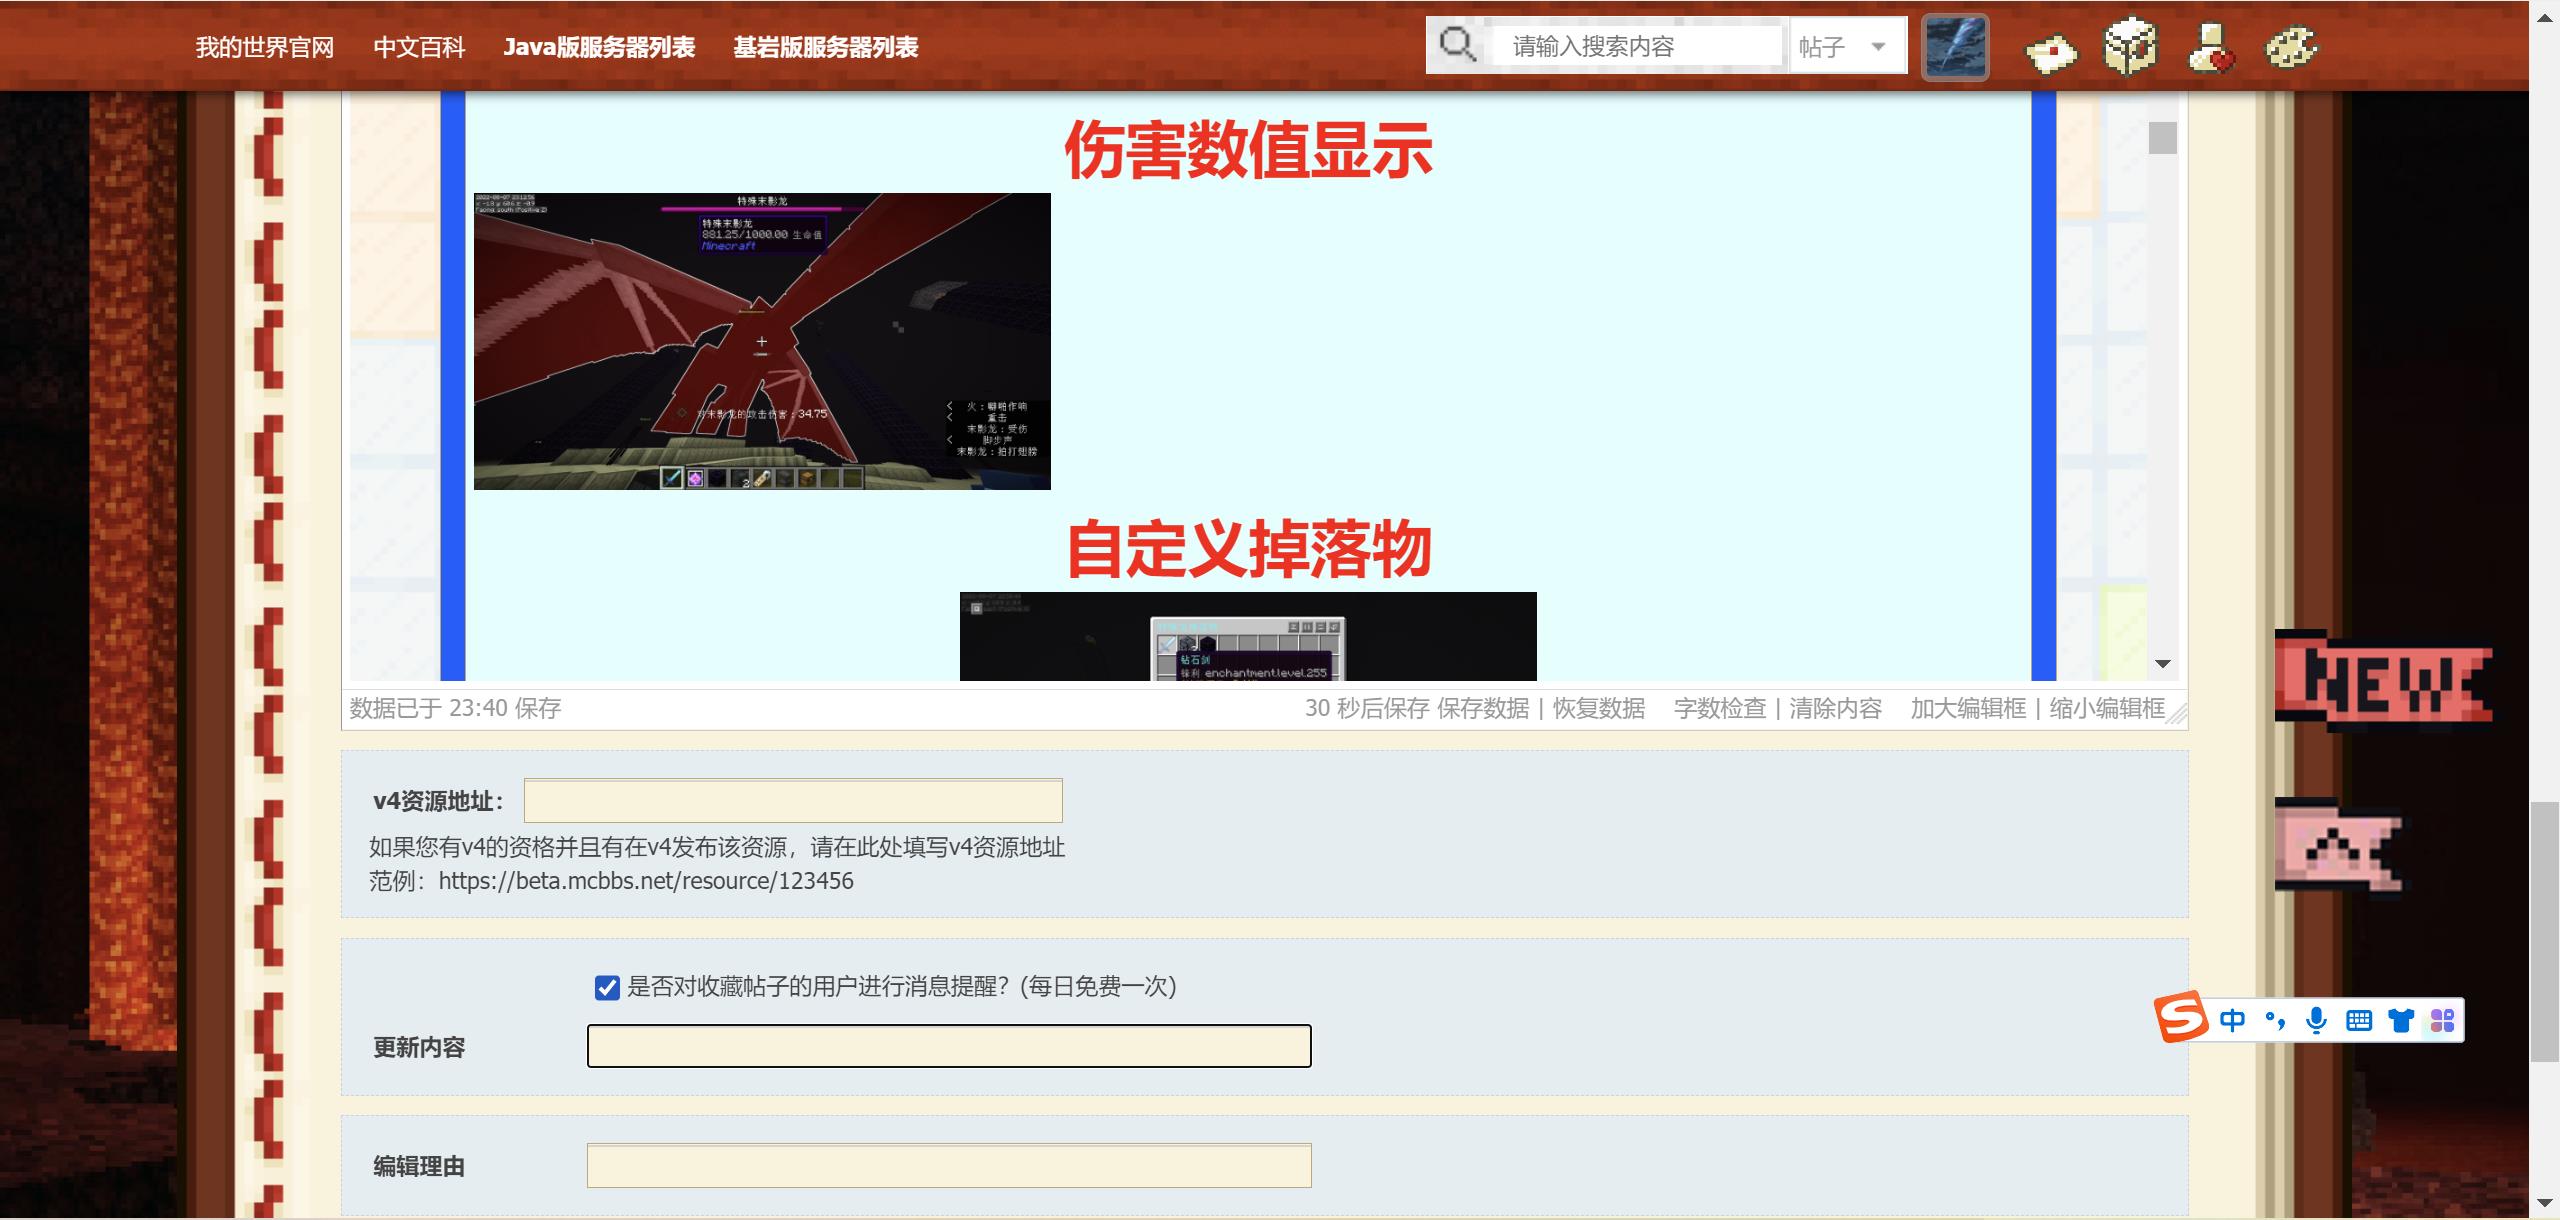 我的世界官网 中文百科 Java版服务器列表 基岩版服务器列表 请输入搜索内容 帖子
伤害数值显示
特殊末影龙
特殊末影龙
881.25/1000.00 生命值
Minecraft
对末影龙的攻击伤害：34.75
火：噼啪作响
重击
末影龙：受伤
脚步声
末影龙：拍打翅膀
2
自定义掉落物
钻石剑
锋利 enchantment.level.255
NEW
数据已于 23:40 保存 30 秒后保存 保存数据 | 恢复数据 字数检查 | 清除内容 加大编辑框 | 缩小编辑框
v4资源地址：
如果您有v4的资格并且有在v4发布该资源，请在此处填写v4资源地址
范例：https://beta.mcbbs.net/resource/123456
是否对收藏帖子的用户进行消息提醒？(每日免费一次)
中
更新内容
编辑理由